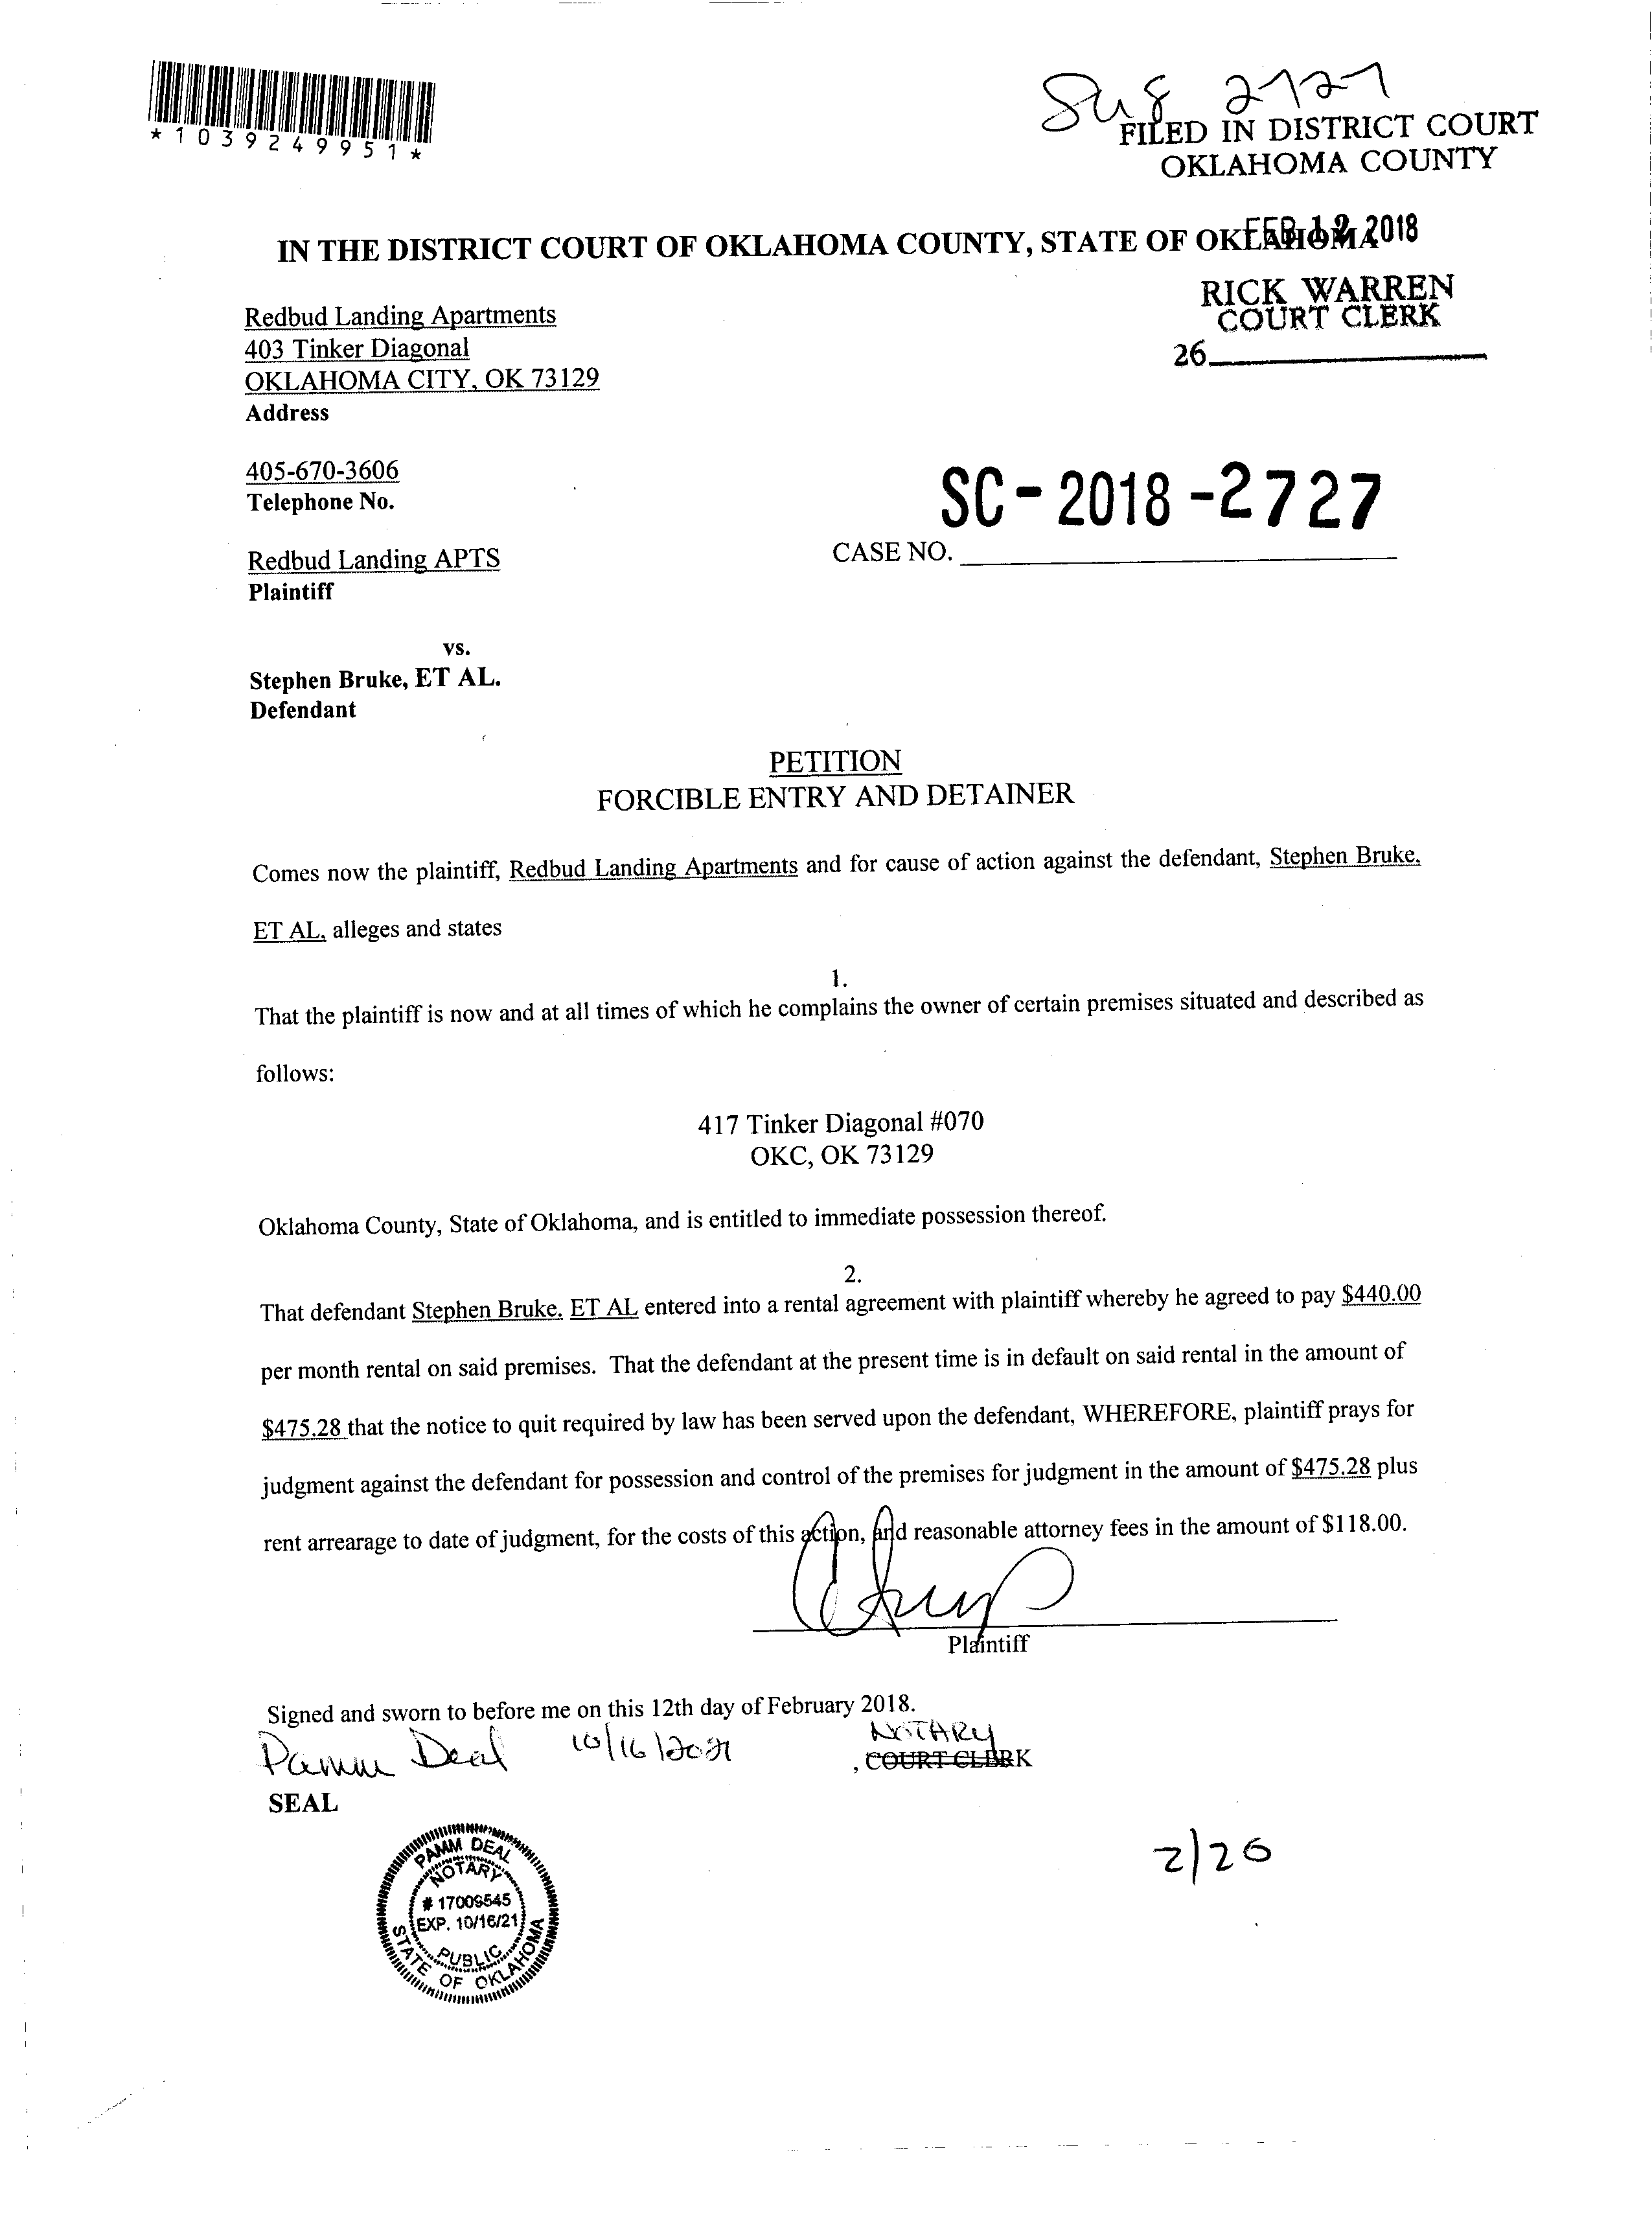 *1039249951*
FILED IN DISTRICT COURT
OKLAHOMA COUNTY
IN THE DISTRICT COURT OF OKLAHOMA COUNTY, STATE OF OKLAHOMA
FEB 12 2018
RICK WARREN
COURT CLERK
26
Redbud Landing Apartments
403 Tinker Diagonal
OKLAHOMA CITY, OK 73129
Address
405-670-3606
Telephone No.
SC-2018-2727
CASE NO.
Redbud Landing APTS
Plaintiff
vs.
Stephen Bruke, ET AL.
Defendant
PETITION
FORCIBLE ENTRY AND DETAINER
Comes now the plaintiff, Redbud Landing Apartments and for cause of action against the defendant, Stephen Bruke,
ET AL, alleges and states
1.
That the plaintiff is now and at all times of which he complains the owner of certain premises situated and described as
follows:
417 Tinker Diagonal #070
OKC, OK 73129
Oklahoma County, State of Oklahoma, and is entitled to immediate possession thereof.
2.
That defendant Stephen Bruke, ET AL entered into a rental agreement with plaintiff whereby he agreed to pay $440.00
per month rental on said premises. That the defendant at the present time is in default on said rental in the amount of
$475.28 that the notice to quit required by law has been served upon the defendant, WHEREFORE, plaintiff prays for
judgment against the defendant for possession and control of the premises for judgment in the amount of $475.28 plus
rent arrearage to date of judgment, for the costs of this action, and reasonable attorney fees in the amount of $118.00.
Plaintiff
Signed and sworn to before me on this 12th day of February 2018.
Pamm Deal 10/16/2021
NOTARY
, COURT CLERK
SEAL
PAMM DEAL
NOTARY
# 17009545
EXP. 10/16/21
PUBLIC
STATE OF OKLAHOMA
2/26